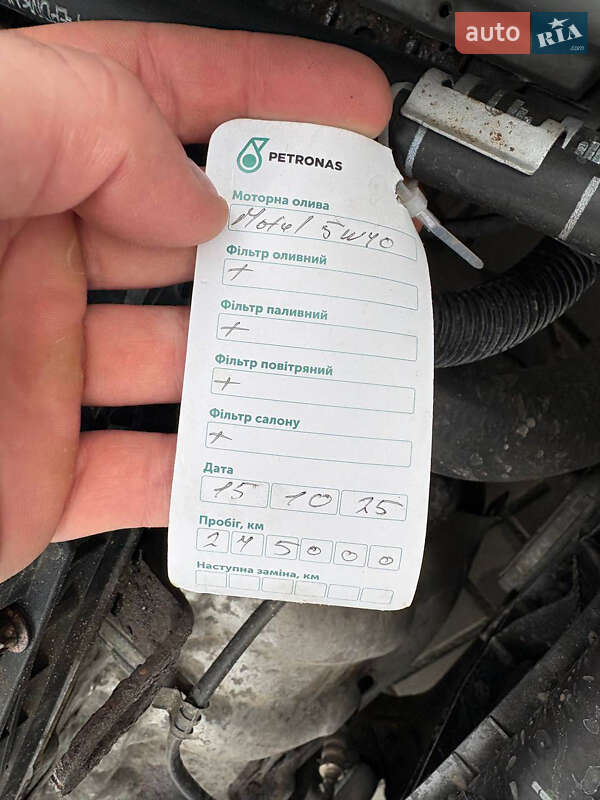 auto RIA.com
PETRONAS
Моторна олива
Motul 5w40
Фільтр оливний
+
Фільтр паливний
+
Фільтр повітряний
+
Фільтр салону
+
Дата
15 10 25
Пробіг, км
245000
Наступна заміна, км